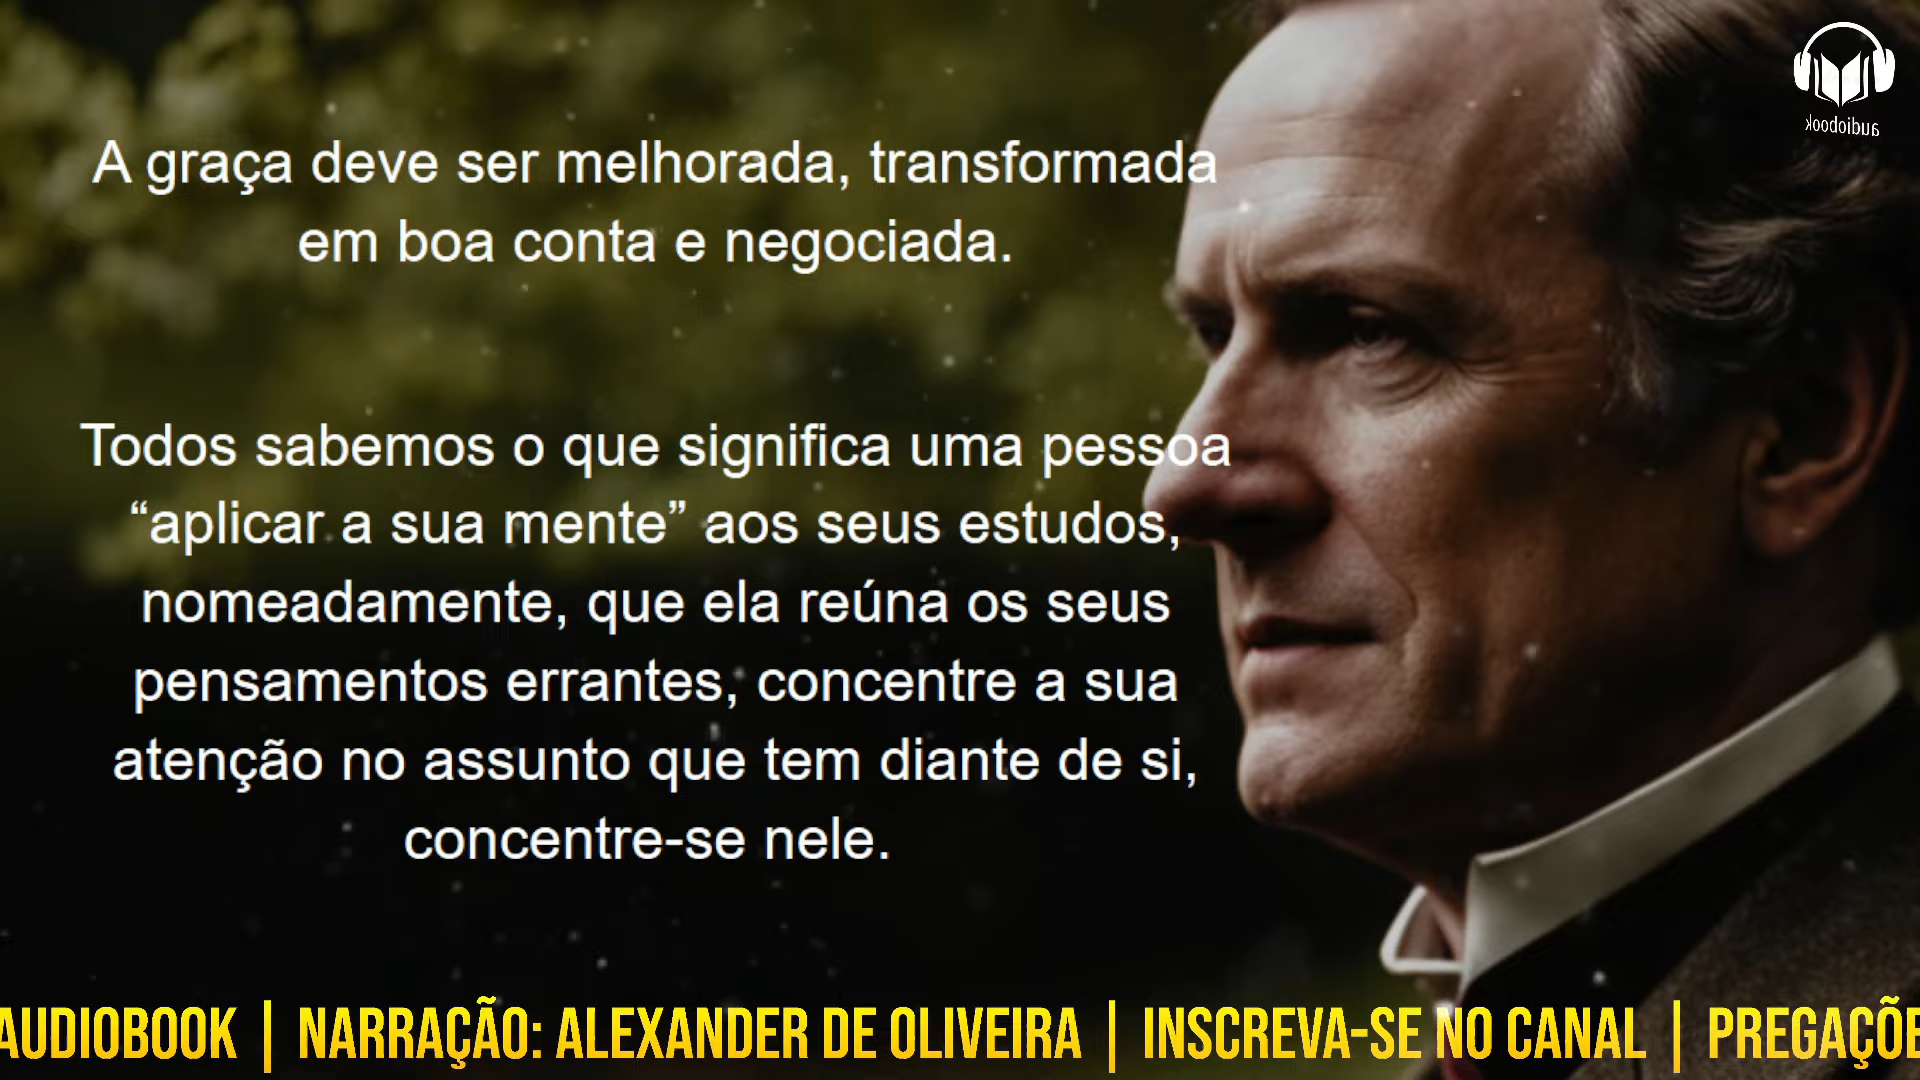 audiobook
A graça deve ser melhorada, transformada
em boa conta e negociada.
Todos sabemos o que significa uma pessoa
“aplicar a sua mente” aos seus estudos,
nomeadamente, que ela reúna os seus
pensamentos errantes, concentre a sua
atenção no assunto que tem diante de si,
concentre-se nele.
AUDIOBOOK | NARRAÇÃO: ALEXANDER DE OLIVEIRA | INSCREVA-SE NO CANAL | PREGAÇÕE